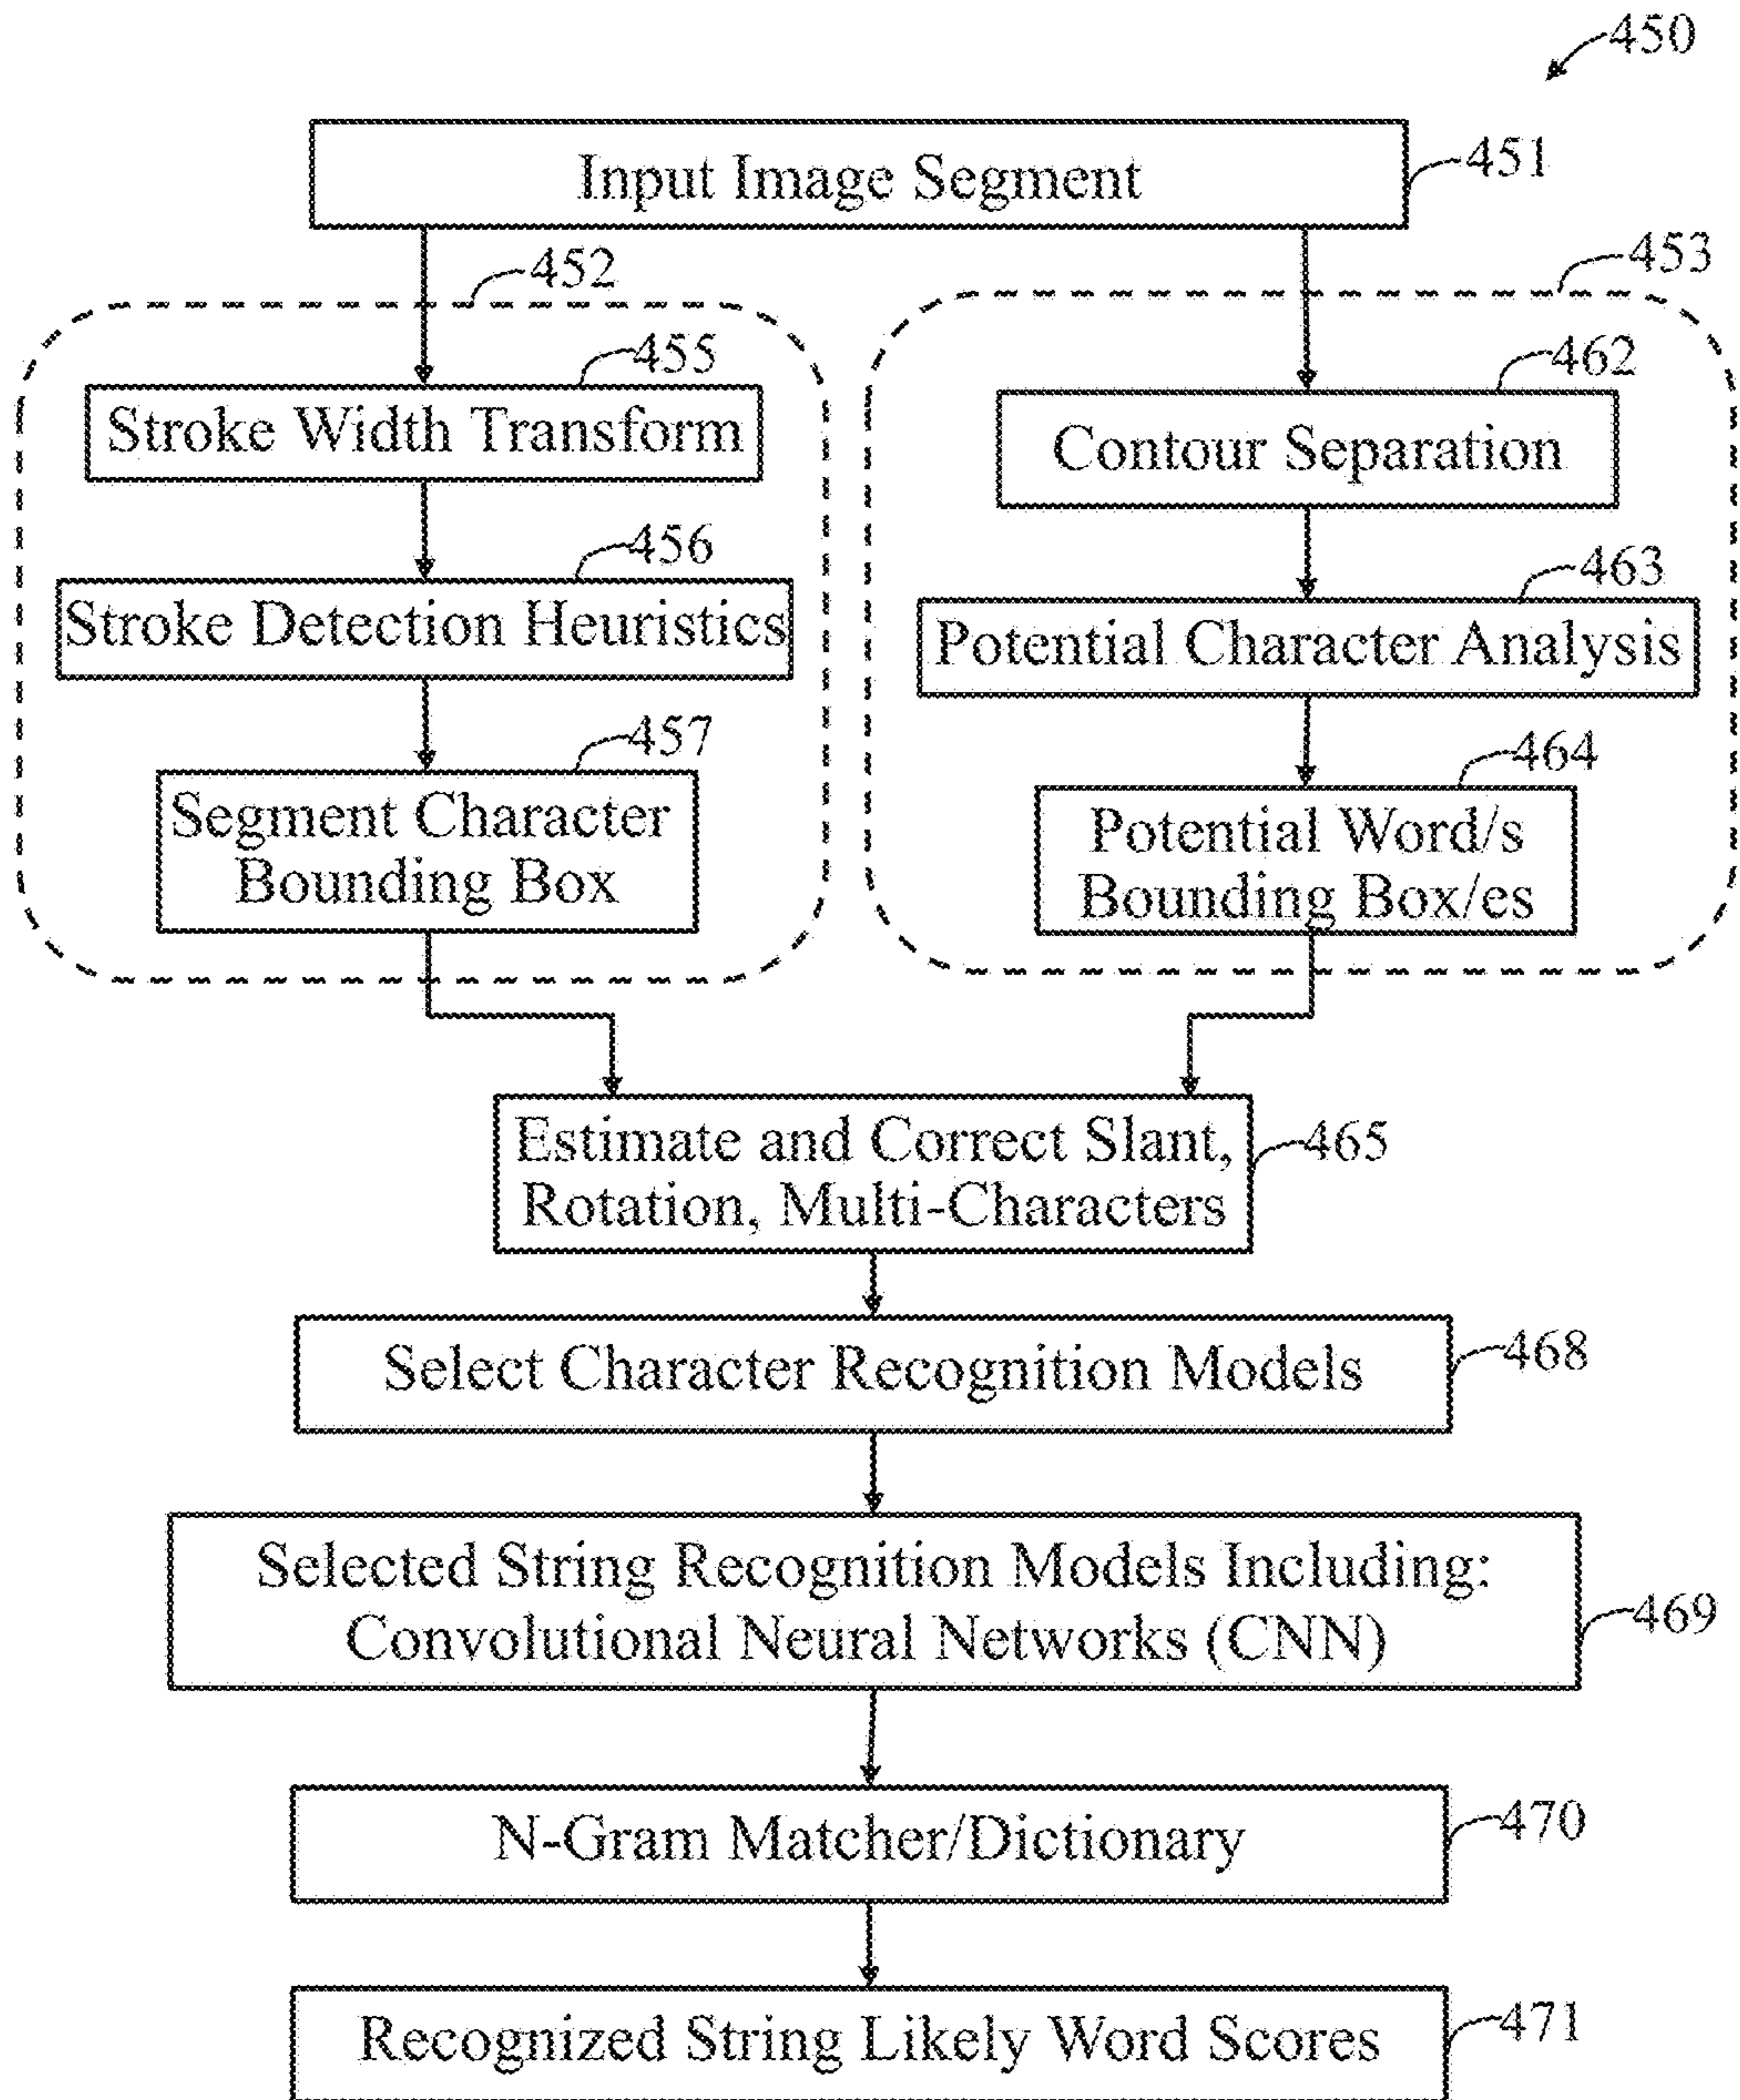 450
Input Image Segment
451
452
453
455
Stroke Width Transform
462
Contour Separation
456
Stroke Detection Heuristics
463
Potential Character Analysis
457
Segment Character
Bounding Box
464
Potential Word/s
Bounding Box/es
Estimate and Correct Slant,
Rotation, Multi-Characters
465
Select Character Recognition Models
468
Selected String Recognition Models Including:
Convolutional Neural Networks (CNN)
469
N-Gram Matcher/Dictionary
470
Recognized String Likely Word Scores
471